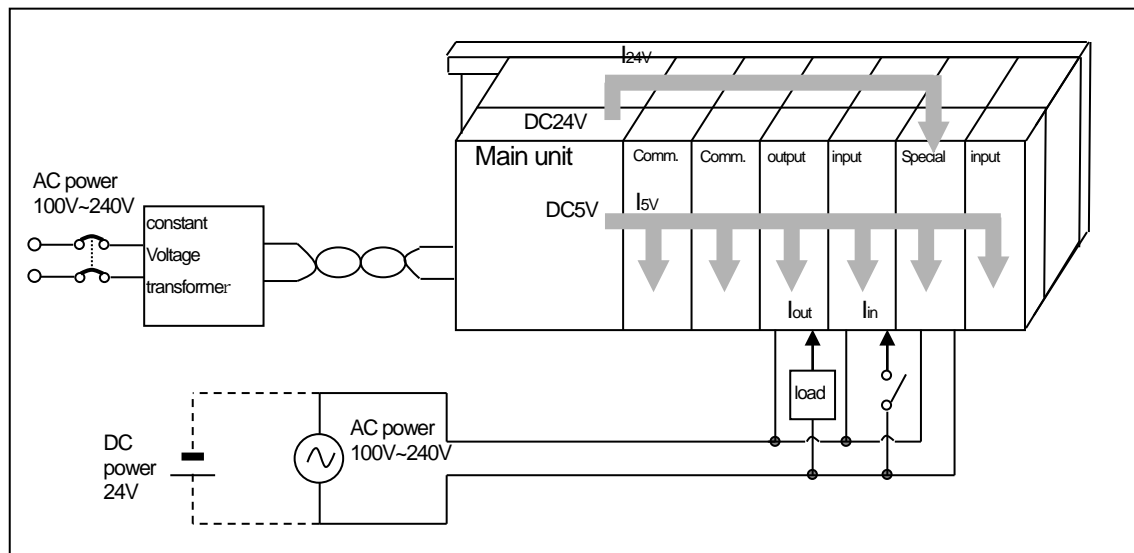 I24V
DC24V
Main unit
Comm.
Comm.
output
input
Special
input
AC power
100V~240V
constant
Voltage
transformer
DC5V
I5V
Iout
Iin
load
DC
power
24V
AC power
100V~240V